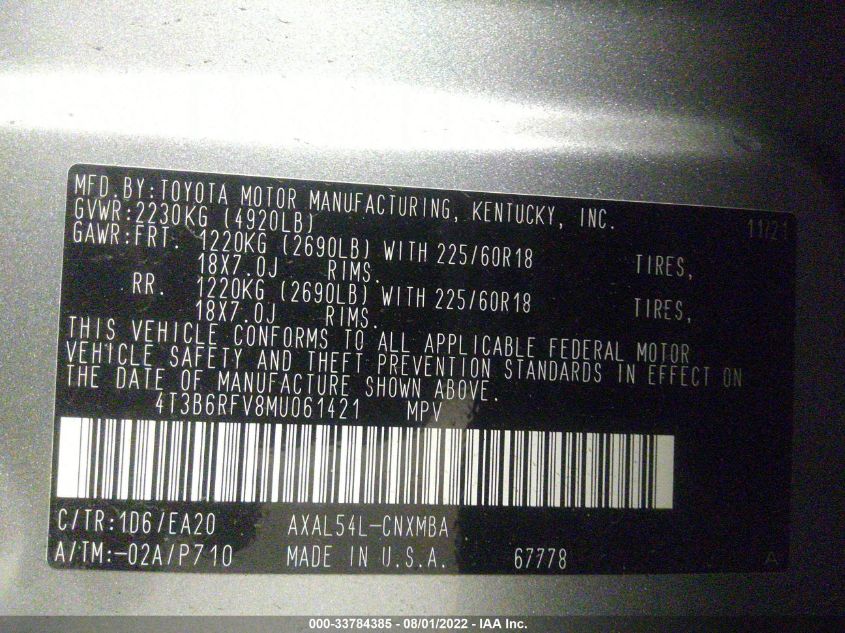 MFD.BY:TOYOTA MOTOR MANUFACTURING, KENTUCKY, INC. 11/21
GVWR:2230KG (4920LB)
GAWR:FRT. 1220KG (2690LB) WITH 225/60R18 TIRES,
18X7.0J RIMS.
RR. 1220KG (2690LB) WITH 225/60R18 TIRES,
18X7.0J RIMS.
THIS VEHICLE CONFORMS TO ALL APPLICABLE FEDERAL MOTOR
VEHICLE SAFETY AND THEFT PREVENTION STANDARDS IN EFFECT ON
THE DATE OF MANUFACTURE SHOWN ABOVE.
4T3B6RFV8MU061421 MPV
C/TR:1D6/EA20 AXAL54L-CNXMBA
A/TM:-02A/P710 MADE IN U.S.A. 67778 A
000-33784385 - 08/01/2022 - IAA Inc.